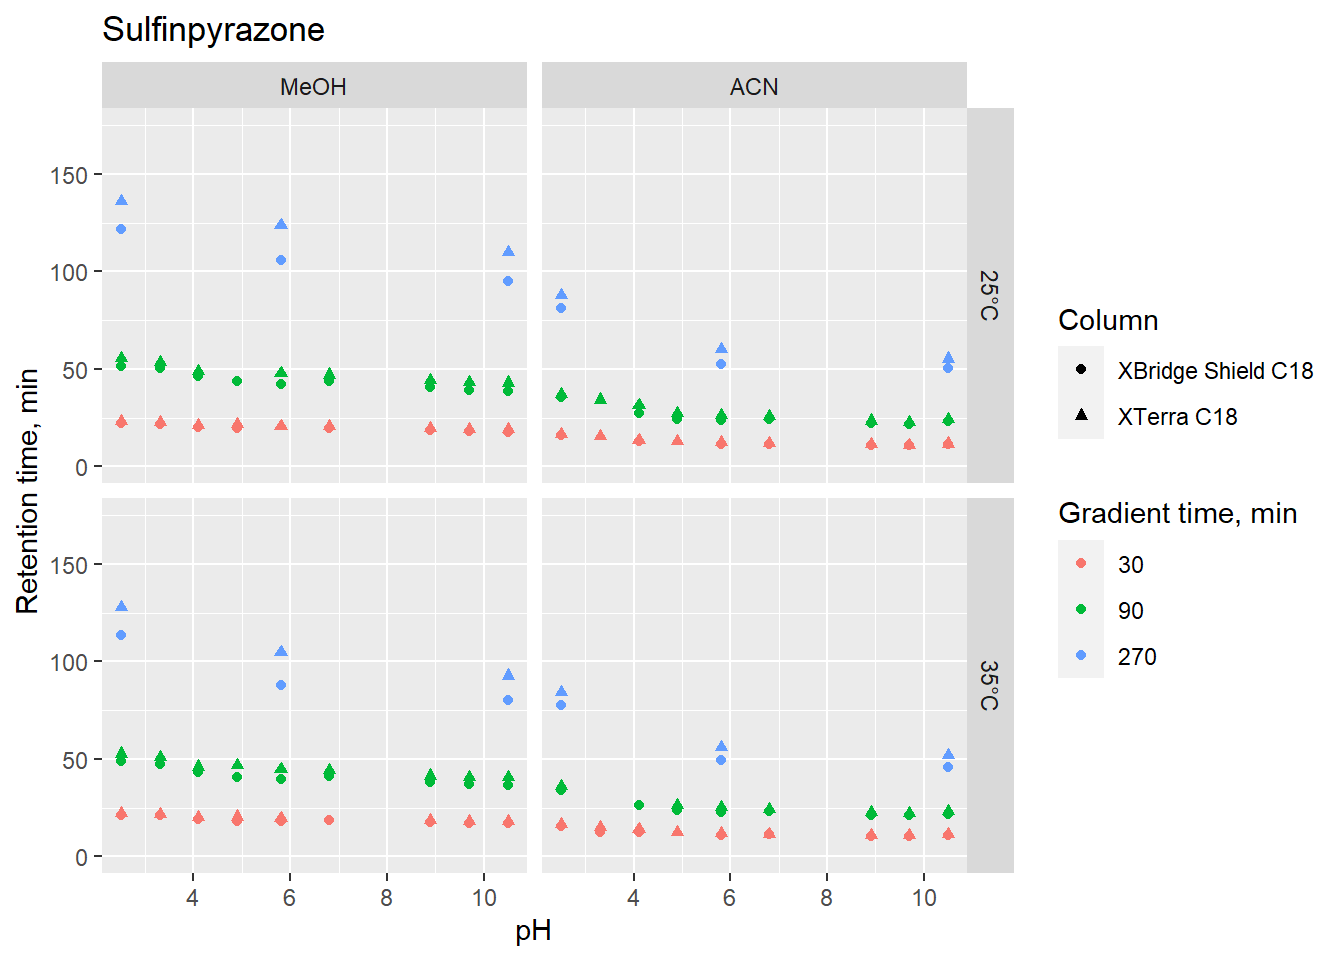 Sulfinpyrazone
MeOH
ACN
150
100
50
0
25°C
150
100
50
0
35°C
4
6
8
10
4
6
8
10
pH
Retention time, min
Column
XBridge Shield C18
XTerra C18
Gradient time, min
30
90
270